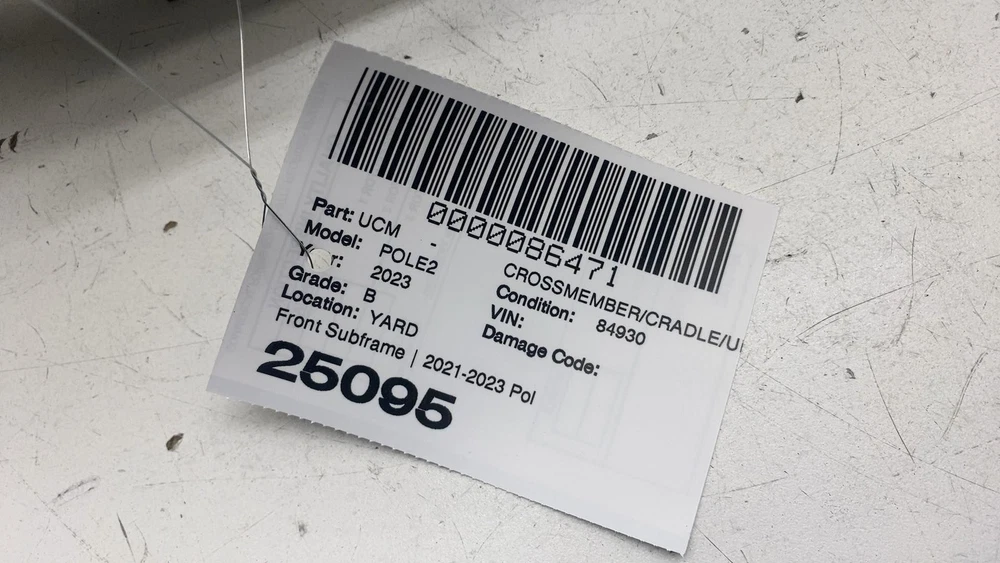 0000086471
Part: UCM -
CROSSMEMBER/CRADLE/U
Model: POLE2
Condition: 84930
2023
VIN:
Grade: B
Damage Code:
Location: YARD
Front Subframe | 2021-2023 Pol
25095